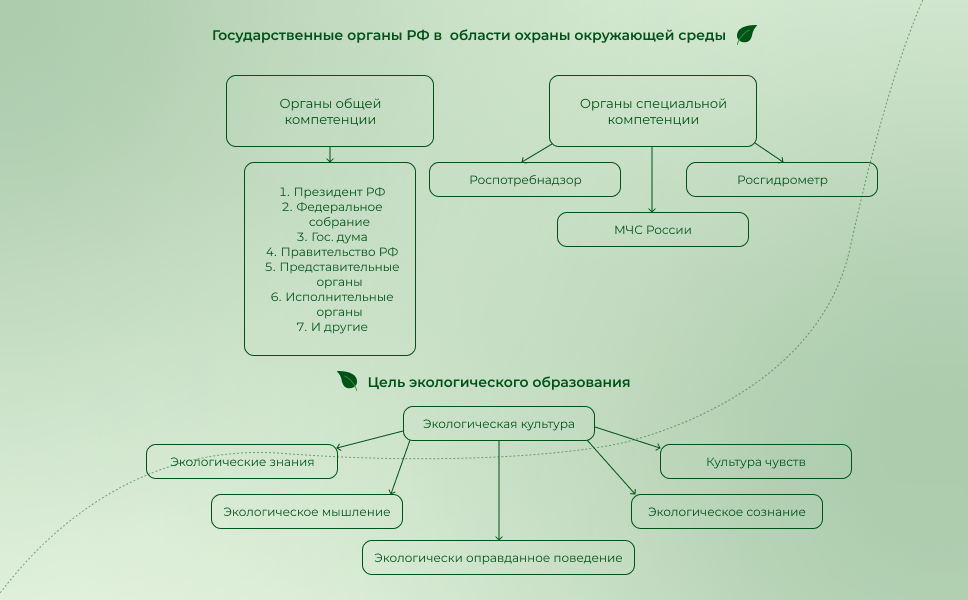 Государственные органы РФ в  области охраны окружающей среды
Органы общей
компетенции
Органы специальной
компетенции
1. Президент РФ
2. Федеральное
собрание
3. Гос. дума
4. Правительство РФ
5. Представительные
органы
6. Исполнительные
органы
7. И другие
Роспотребнадзор
Росгидрометр
МЧС России
Цель экологического образования
Экологическая культура
Экологические знания
Культура чувств
Экологическое мышление
Экологическое сознание
Экологически оправданное поведение